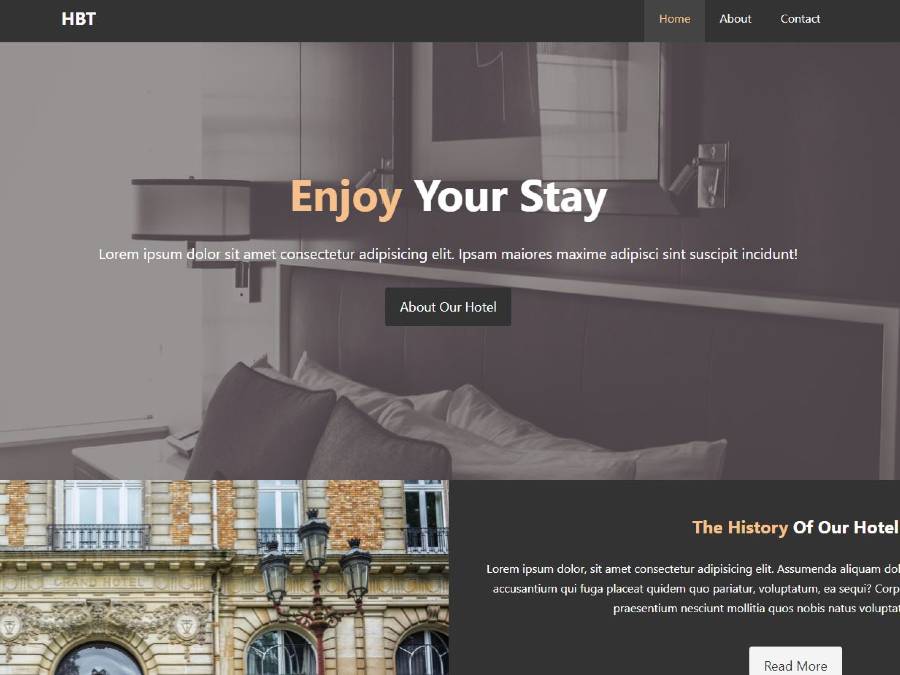 HBT
Home
About
Contact
Enjoy Your Stay
Lorem ipsum dolor sit amet consectetur adipisicing elit. Ipsam maiores maxime adipisci sint suscipit incidunt!
About Our Hotel
GRAND HOTEL
The History Of Our Hotel
Lorem ipsum dolor, sit amet consectetur adipisicing elit. Assumenda aliquam dol
accusantium qui fuga placeat quidem quo pariatur, voluptatum, ea sequi? Corp
praesentium nesciunt mollitia quos nobis natus voluptat
Read More